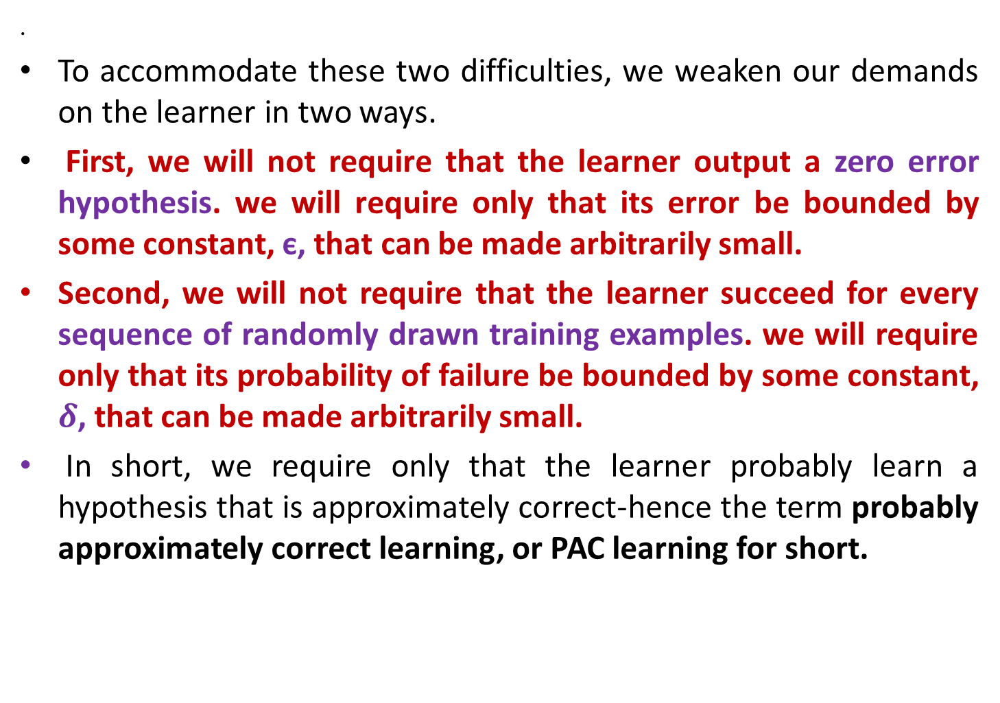 .
• To accommodate these two difficulties, we weaken our demands
on the learner in two ways.
• First, we will not require that the learner output a zero error
hypothesis. we will require only that its error be bounded by
some constant, ϵ, that can be made arbitrarily small.
• Second, we will not require that the learner succeed for every
sequence of randomly drawn training examples. we will require
only that its probability of failure be bounded by some constant,
δ, that can be made arbitrarily small.
• In short, we require only that the learner probably learn a
hypothesis that is approximately correct-hence the term probably
approximately correct learning, or PAC learning for short.